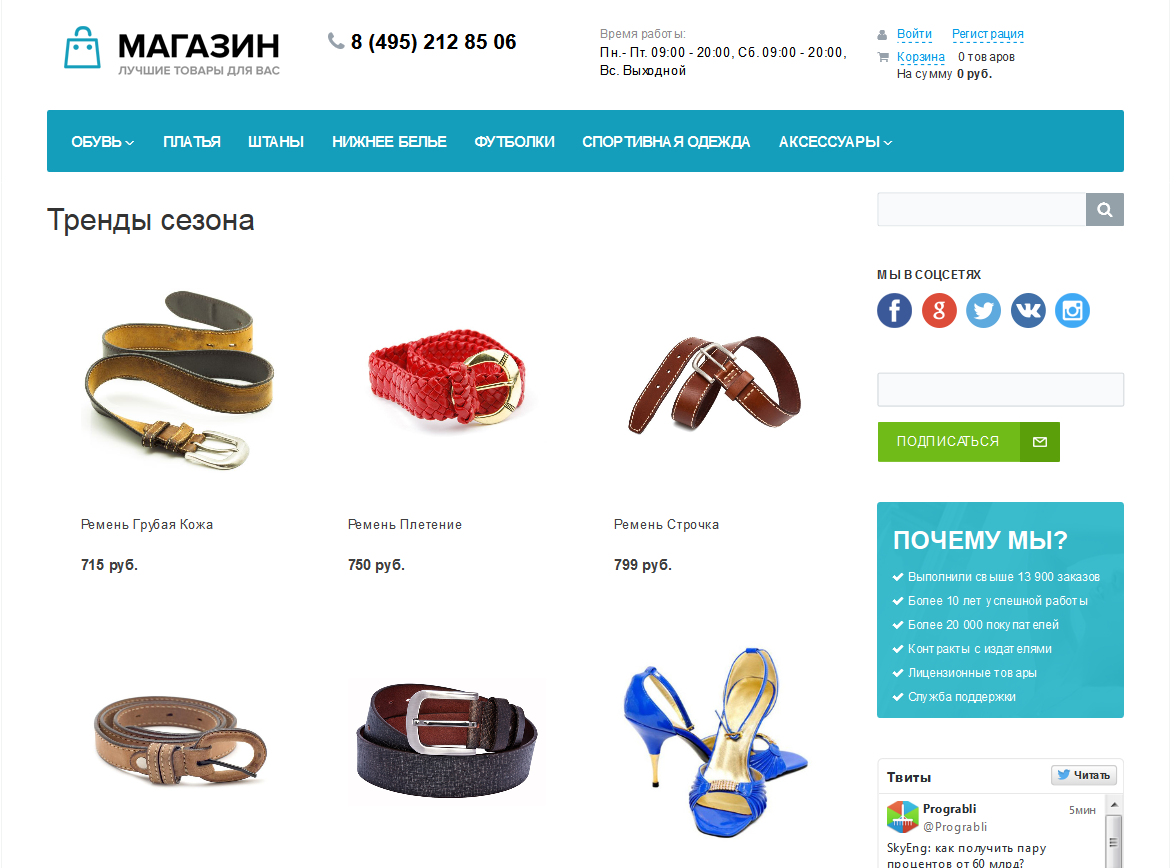 МАГАЗИН
ЛУЧШИЕ ТОВАРЫ ДЛЯ ВАС
8 (495) 212 85 06
Время работы:
Пн.- Пт. 09:00 - 20:00, Сб. 09:00 - 20:00,
Вс. Выходной
Войти Регистрация
Корзина 0 товаров
На сумму 0 руб.
ОБУВЬ ПЛАТЬЯ ШТАНЫ НИЖНЕЕ БЕЛЬЕ ФУТБОЛКИ СПОРТИВНАЯ ОДЕЖДА АКСЕССУАРЫ
Тренды сезона
Ремень Грубая Кожа
715 руб.
Ремень Плетение
750 руб.
Ремень Строчка
799 руб.
МЫ В СОЦСЕТЯХ
ПОДПИСАТЬСЯ
ПОЧЕМУ МЫ?
Выполнили свыше 13 900 заказов
Более 10 лет успешной работы
Более 20 000 покупателей
Контракты с издателями
Лицензионные товары
Служба поддержки
Твиты Читать
Prograbli 5мин
@Prograbli
SkyEng: как получить пару
процентов от 60 млрд?